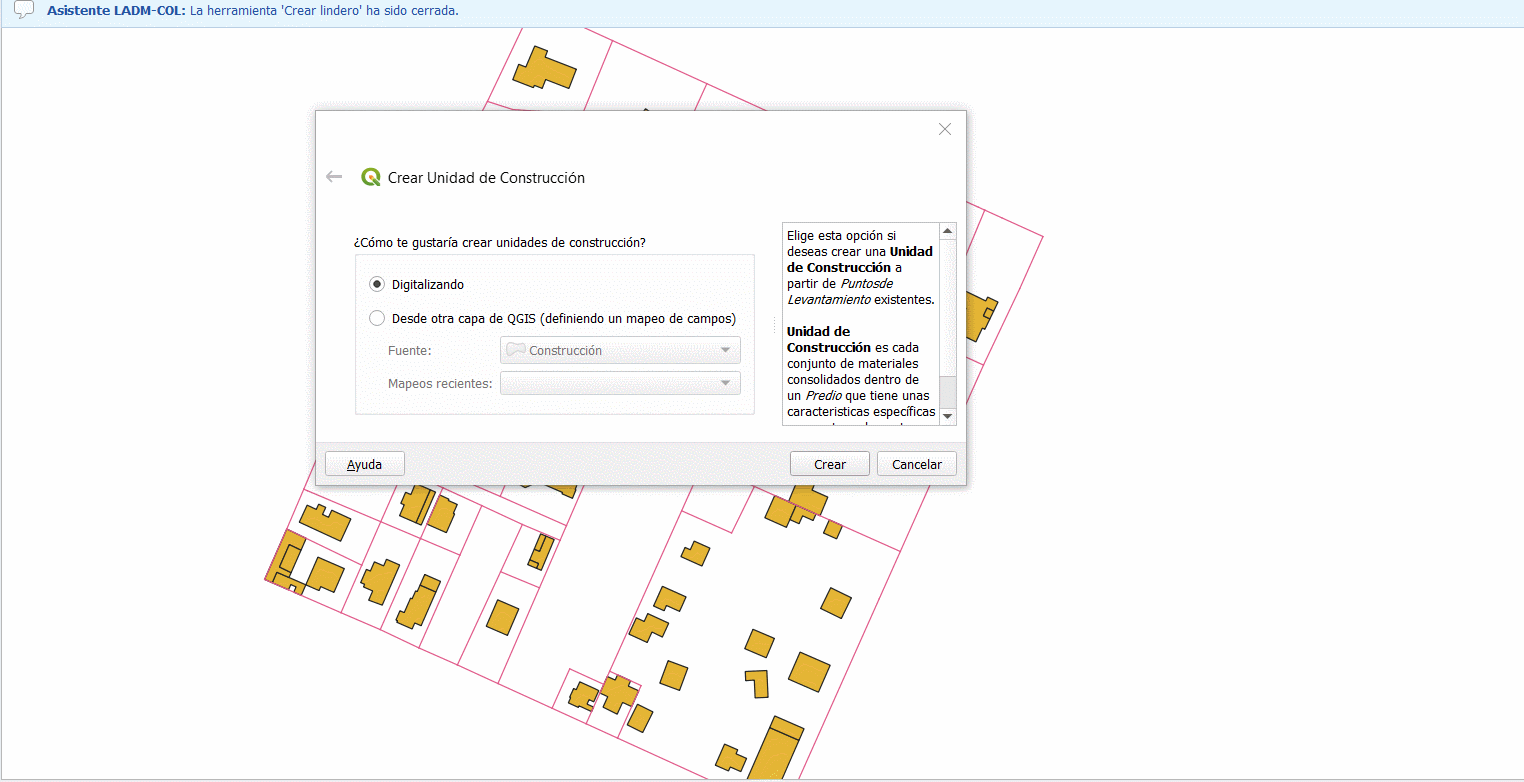 Asistente LADM-COL: La herramienta 'Crear lindero' ha sido cerrada.
Crear Unidad de Construcción
¿Cómo te gustaría crear unidades de construcción?
Digitalizando
Desde otra capa de QGIS (definiendo un mapeo de campos)
Fuente:
Construcción
Mapeos recientes:
Elige esta opción si
deseas crear una Unidad
de Construcción a
partir de Puntosde
Levantamiento existentes.
Unidad de
Construcción es cada
conjunto de materiales
consolidados dentro de
un Predio que tiene unas
caracteristicas específicas
Ayuda
Crear
Cancelar